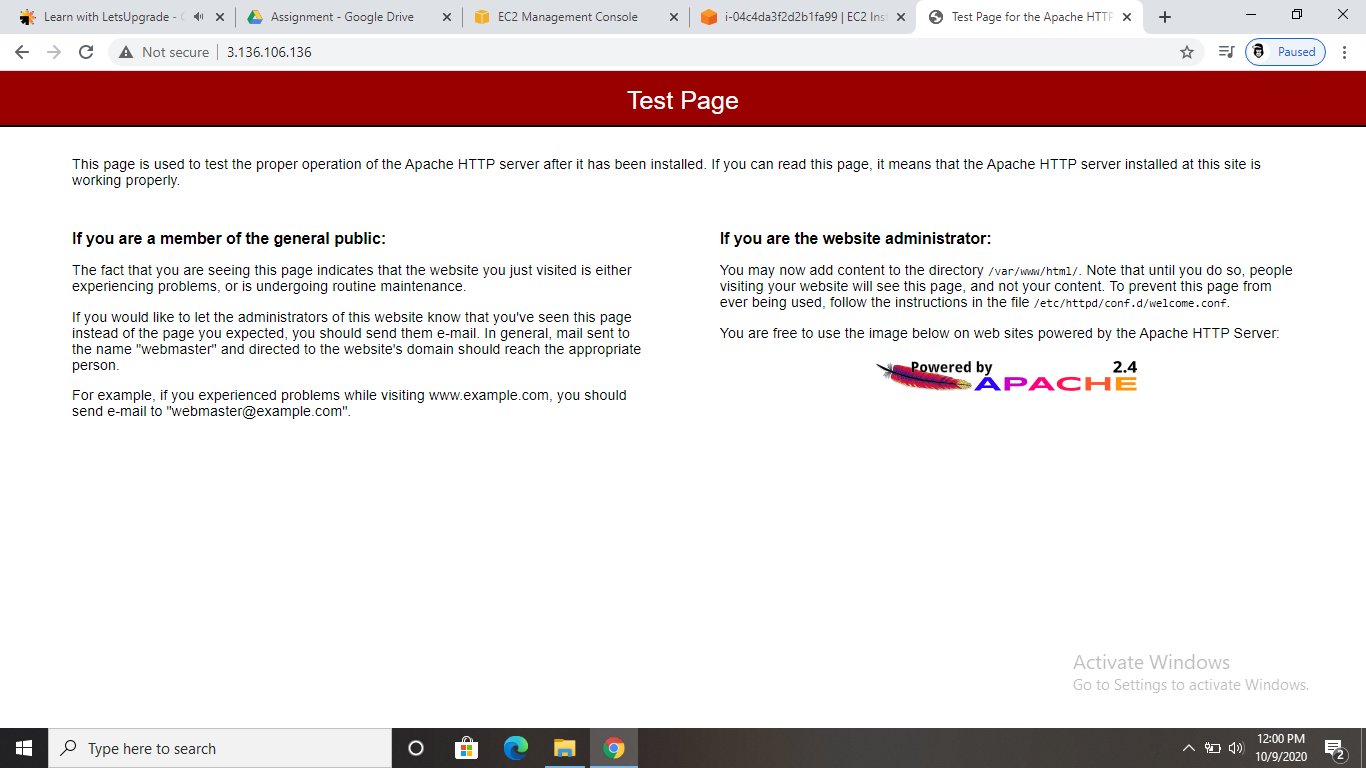 Learn with LetsUpgrade -
Assignment - Google Drive
EC2 Management Console
i-04c4da3f2d2b1fa99 | EC2 Inst
Test Page for the Apache HTTP
Not secure
3.136.106.136
Paused
Test Page
This page is used to test the proper operation of the Apache HTTP server after it has been installed. If you can read this page, it means that the Apache HTTP server installed at this site is
working properly.
If you are a member of the general public:
The fact that you are seeing this page indicates that the website you just visited is either
experiencing problems, or is undergoing routine maintenance.
If you would like to let the administrators of this website know that you've seen this page
instead of the page you expected, you should send them e-mail. In general, mail sent to
the name "webmaster" and directed to the website's domain should reach the appropriate
person.
For example, if you experienced problems while visiting www.example.com, you should
send e-mail to "webmaster@example.com".
If you are the website administrator:
You may now add content to the directory /var/www/html/. Note that until you do so, people
visiting your website will see this page, and not your content. To prevent this page from
ever being used, follow the instructions in the file /etc/httpd/conf.d/welcome.conf.
You are free to use the image below on web sites powered by the Apache HTTP Server:
Powered by 2.4
APACHE
Activate Windows
Go to Settings to activate Windows.
Type here to search
12:00 PM
10/9/2020
2